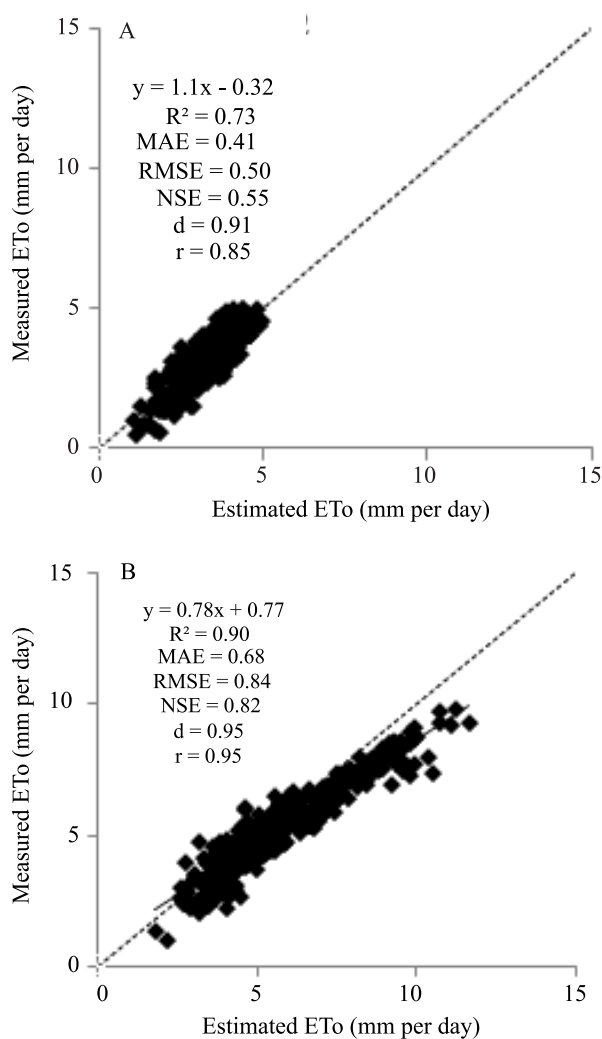 15
A
y = 1.1x - 0.32
R² = 0.73
MAE = 0.41
RMSE = 0.50
NSE = 0.55
d = 0.91
r = 0.85
10
5
0
Measured ETo (mm per day)
0 5 10 15
Estimated ETo (mm per day)
15
B
y = 0.78x + 0.77
R² = 0.90
MAE = 0.68
RMSE = 0.84
NSE = 0.82
d = 0.95
r = 0.95
10
5
0
Measured ETo (mm per day)
0 5 10 15
Estimated ETo (mm per day)